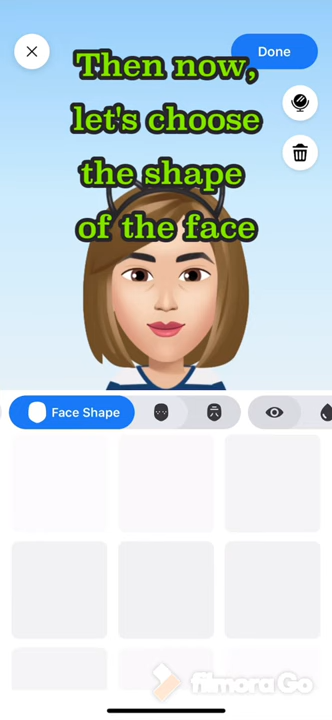 Done
Then now,
let's choose
the shape
of the face
Face Shape
filmora Go